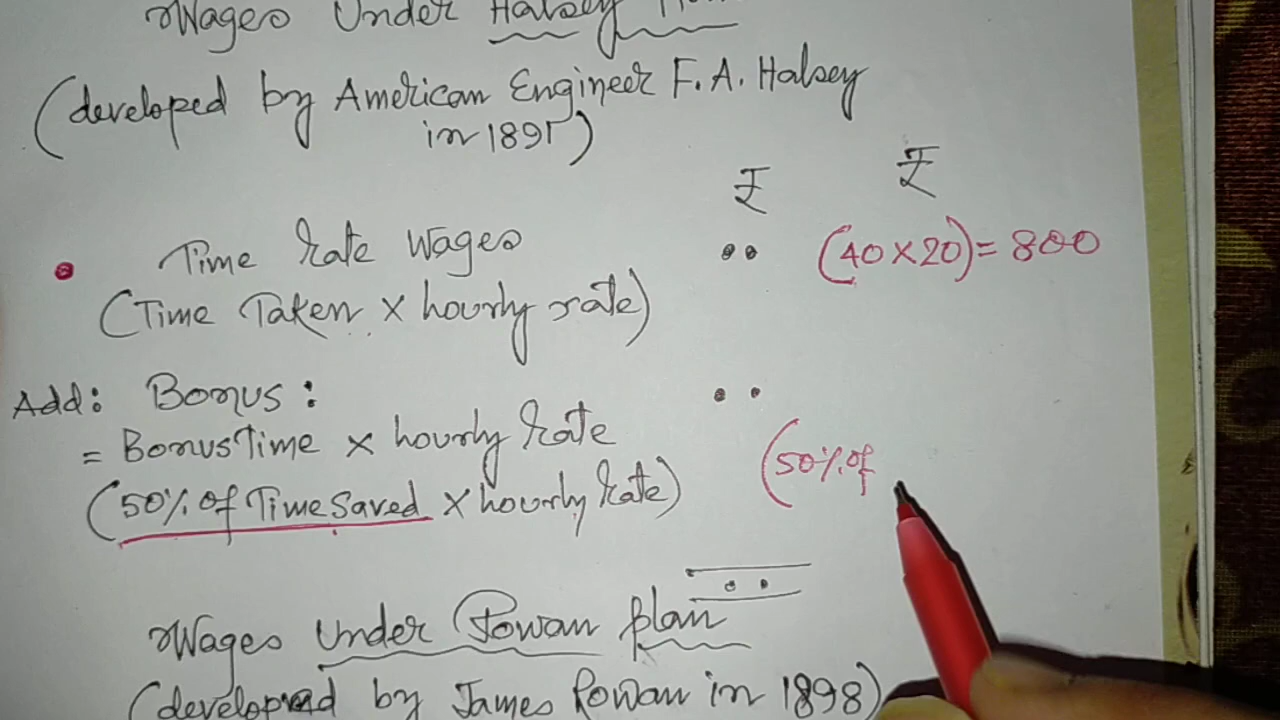 Wages Under Halsey
(developed by American Engineer F.A. Halsey
in 1891)
₹ ₹
Time rate wages .. (40×20)= 800
(Time Taken × hourly rate)
Add: Bonus: ..
= Bonus Time × hourly rate
(50% of Time Saved × hourly rate) (50% of
..
Wages Under Rowan plan
(developed by James Rowan in 1898)